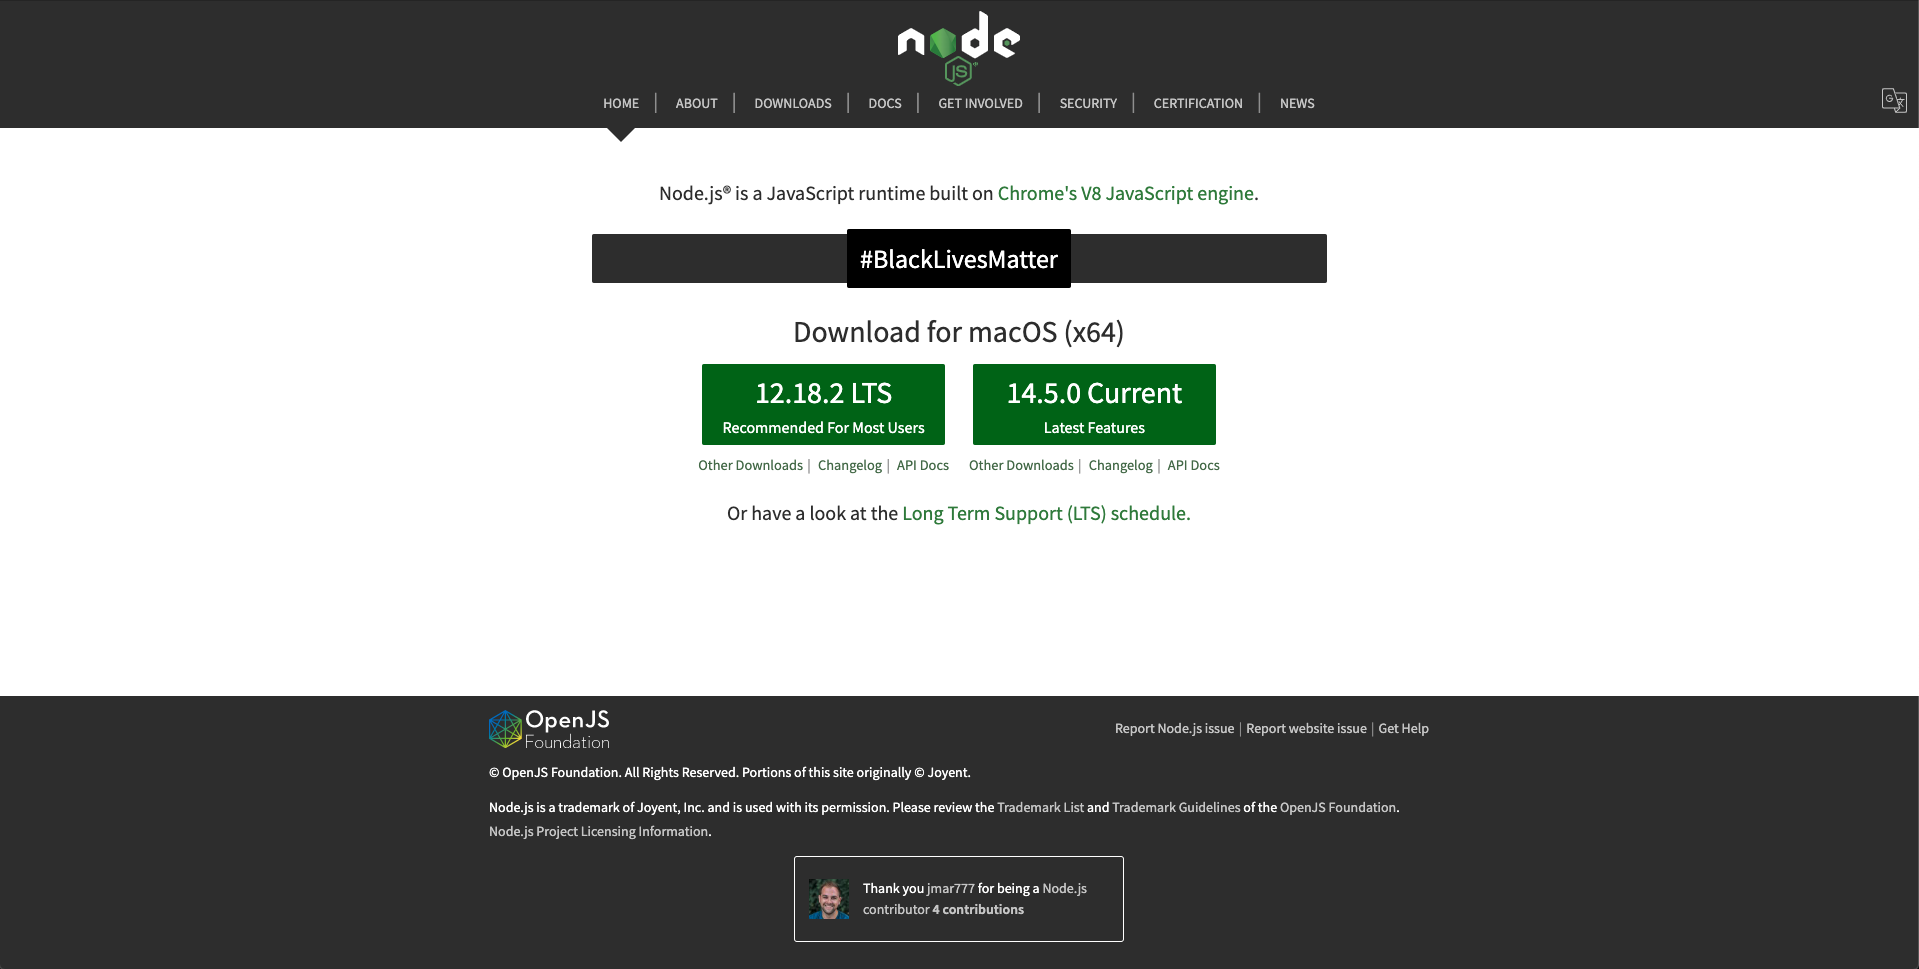 node
JS
HOME | ABOUT | DOWNLOADS | DOCS | GET INVOLVED | SECURITY | CERTIFICATION | NEWS
Node.js® is a JavaScript runtime built on Chrome's V8 JavaScript engine.
#BlackLivesMatter
Download for macOS (x64)
12.18.2 LTS
Recommended For Most Users
14.5.0 Current
Latest Features
Other Downloads | Changelog | API Docs
Other Downloads | Changelog | API Docs
Or have a look at the Long Term Support (LTS) schedule.
OpenJS
Foundation
Report Node.js issue | Report website issue | Get Help
© OpenJS Foundation. All Rights Reserved. Portions of this site originally © Joyent.
Node.js is a trademark of Joyent, Inc. and is used with its permission. Please review the Trademark List and Trademark Guidelines of the OpenJS Foundation.
Node.js Project Licensing Information.
Thank you jmar777 for being a Node.js
contributor 4 contributions